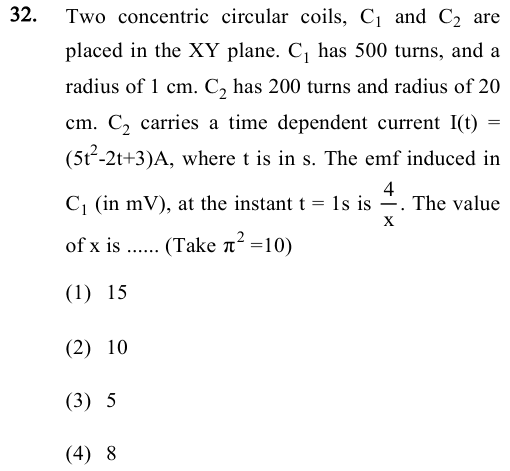 32. Two concentric circular coils, C₁ and C₂ are
placed in the XY plane. C₁ has 500 turns, and a
radius of 1 cm. C₂ has 200 turns and radius of 20
cm. C₂ carries a time dependent current I(t) =
(5t²-2t+3)A, where t is in s. The emf induced in
C₁ (in mV), at the instant t = 1s is 4/x. The value
of x is ...... (Take π² =10)
(1) 15
(2) 10
(3) 5
(4) 8